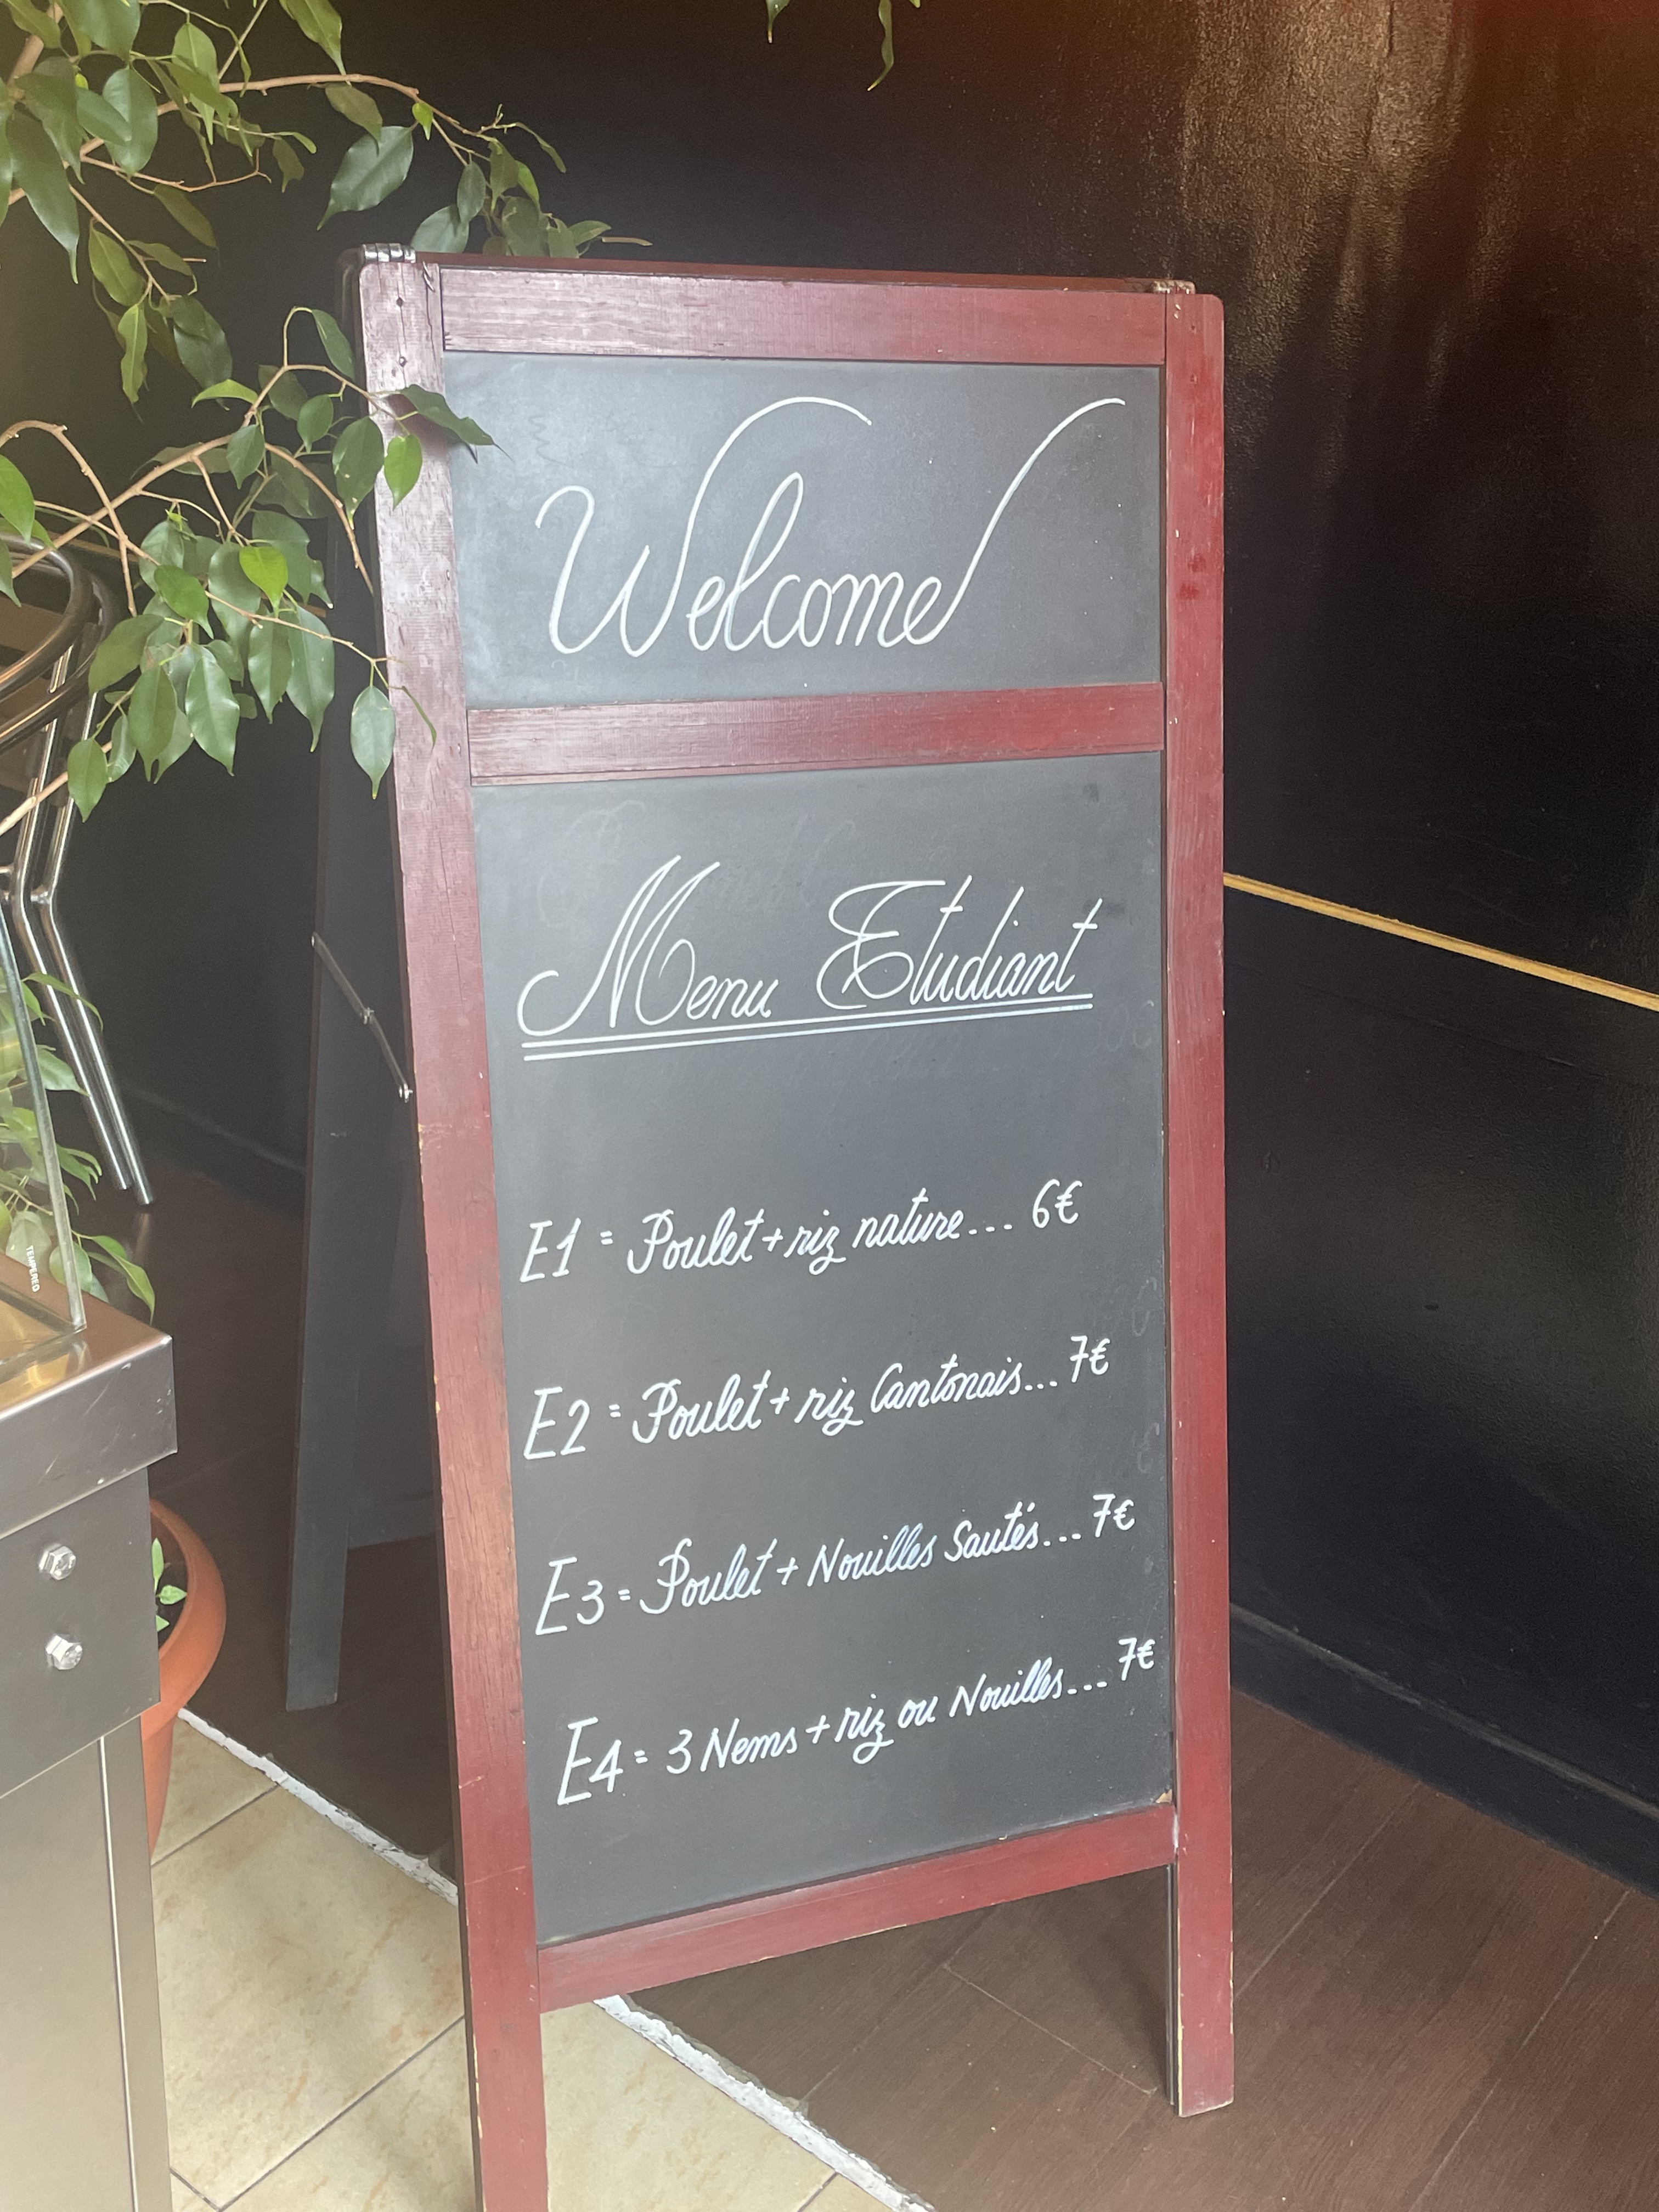 Welcome
Menu Etudiant
E1 = Poulet + riz nature... 6€
E2 = Poulet + riz Cantonais... 7€
E3 = Poulet + Nouilles Sautés... 7€
E4 = 3 Nems + riz ou Nouilles... 7€
TEMPERED